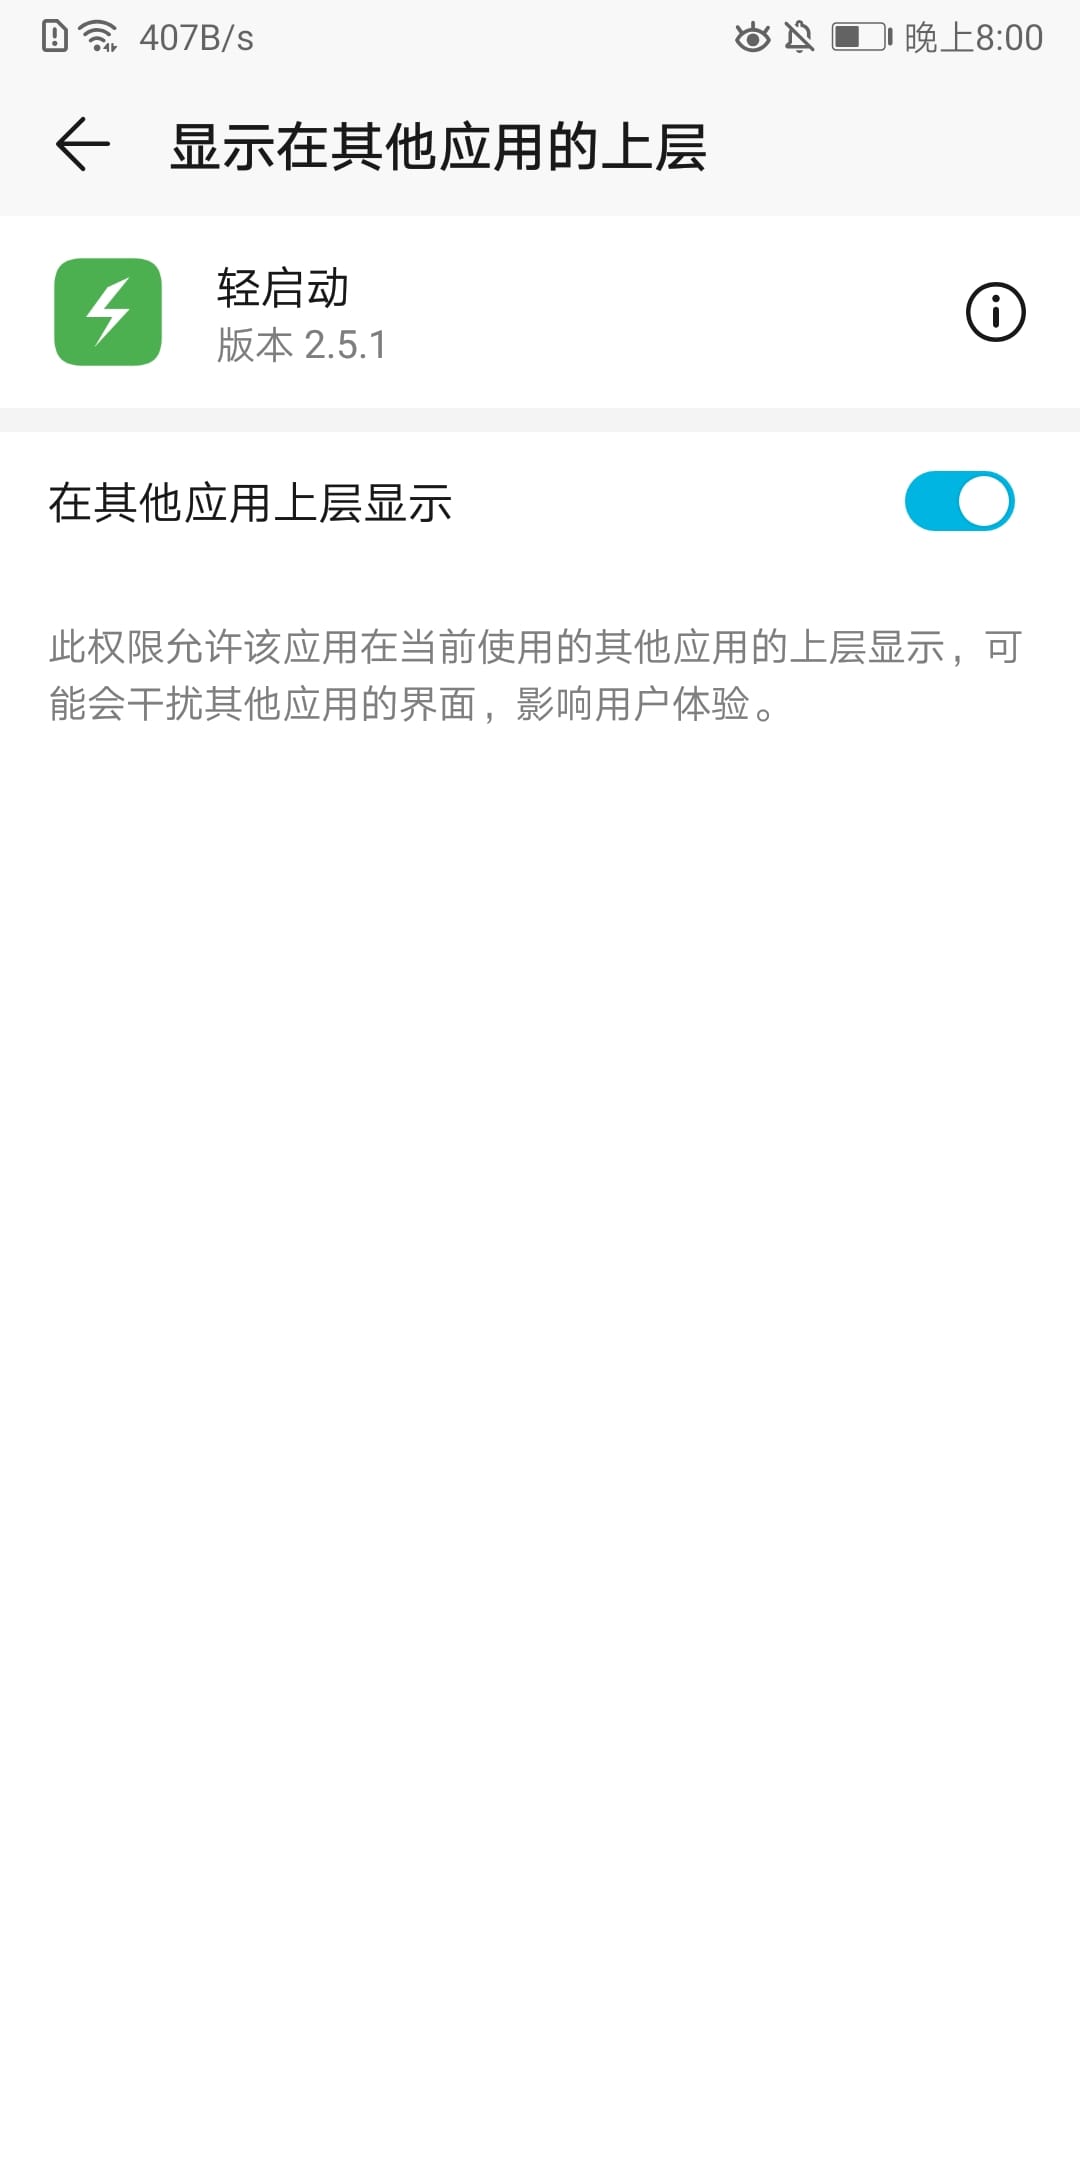 407B/s
晚上8:00
显示在其他应用的上层
轻启动
版本 2.5.1
在其他应用上层显示
此权限允许该应用在当前使用的其他应用的上层显示，可
能会干扰其他应用的界面，影响用户体验。